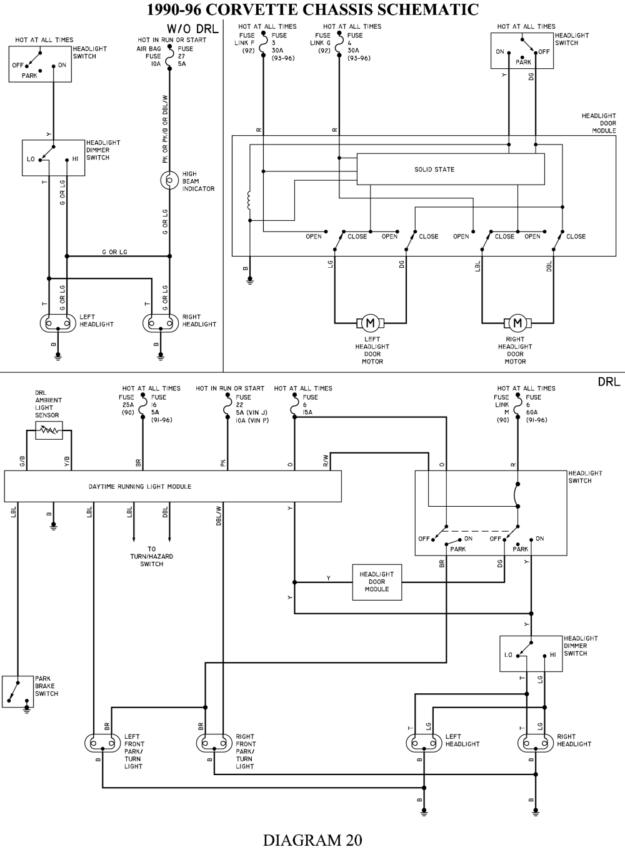 1990-96 CORVETTE CHASSIS SCHEMATIC
W/O DRL
HOT AT ALL TIMES
HEADLIGHT
SWITCH
OFF
ON
PARK
HOT IN RUN OR START
AIR BAG
FUSE
10A
FUSE
27
5A
Y
PK OR PK/B OR DBL/W
HEADLIGHT
DIMMER
SWITCH
LO
HI
T
G OR LG
HIGH
BEAM
INDICATOR
G OR LG
G OR LG
T
G OR LG
T
G OR LG
LEFT
HEADLIGHT
RIGHT
HEADLIGHT
B
B
HOT AT ALL TIMES
FUSE
LINK F
(92)
FUSE
3
30A
(93-96)
HOT AT ALL TIMES
FUSE
LINK G
(92)
FUSE
4
30A
(93-96)
HOT AT ALL TIMES
HEADLIGHT
SWITCH
ON
OFF
PARK
Y
DG
R
R
HEADLIGHT
DOOR
MODULE
SOLID STATE
OPEN
CLOSE
OPEN
CLOSE
OPEN
CLOSE
OPEN
CLOSE
B
LG
DG
LBL
DBL
M
M
LEFT
HEADLIGHT
DOOR
MOTOR
RIGHT
HEADLIGHT
DOOR
MOTOR
DRL
DRL
AMBIENT
LIGHT
SENSOR
HOT AT ALL TIMES
FUSE
25A
(90)
FUSE
16
5A
(91-96)
HOT IN RUN OR START
FUSE
22
5A (VIN J)
10A (VIN P)
HOT AT ALL TIMES
FUSE
6
15A
HOT AT ALL TIMES
FUSE
LINK
M
(90)
FUSE
6
60A
(91-96)
G/B
Y/B
BR
PK
O
R/W
O
R
DAYTIME RUNNING LIGHT MODULE
HEADLIGHT
SWITCH
LBL
B
LBL
LBL
DBL
DBL/W
Y
OFF
ON
PARK
OFF
ON
PARK
TO
TURN/HAZARD
SWITCH
BR
DG
Y
Y
HEADLIGHT
DOOR
MODULE
Y
Y
HEADLIGHT
DIMMER
SWITCH
LO
HI
T
LG
PARK
BRAKE
SWITCH
BR
BR
T
LG
T
LG
LEFT
FRONT
PARK/
TURN
LIGHT
RIGHT
FRONT
PARK/
TURN
LIGHT
LEFT
HEADLIGHT
RIGHT
HEADLIGHT
B
B
B
B
B
B
DIAGRAM 20